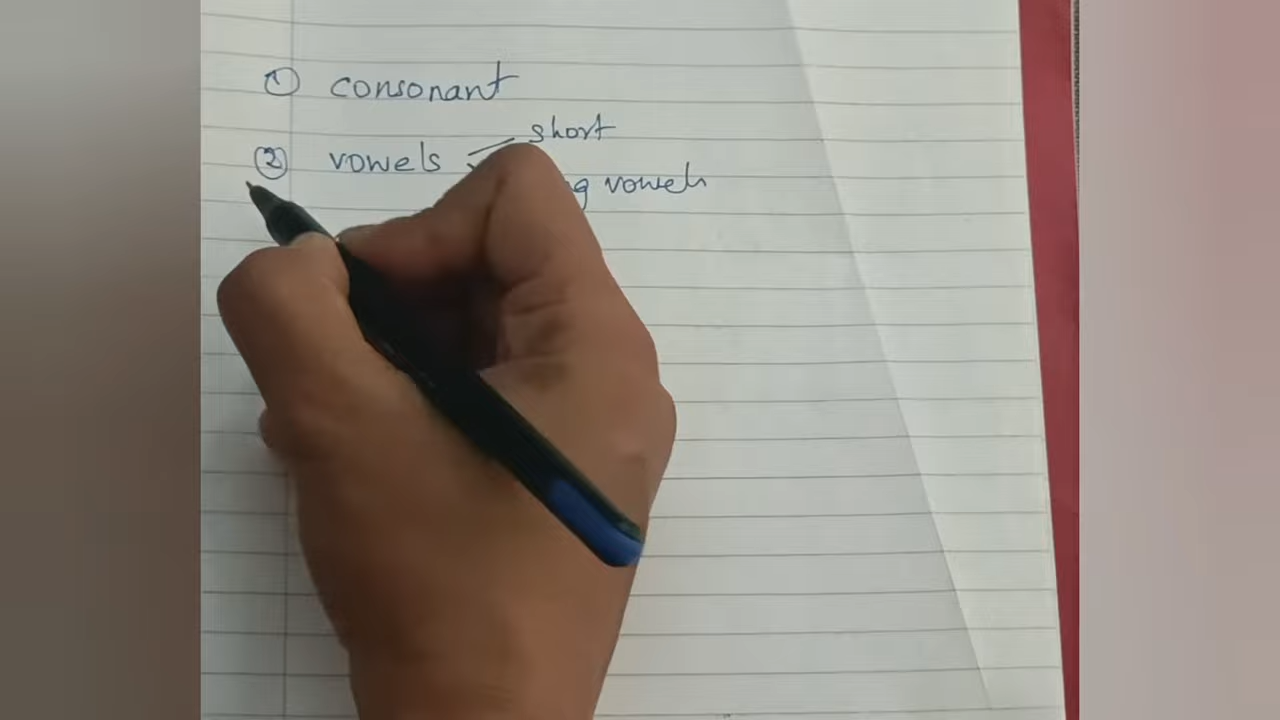 ① consonant
② vowels
short
vowels